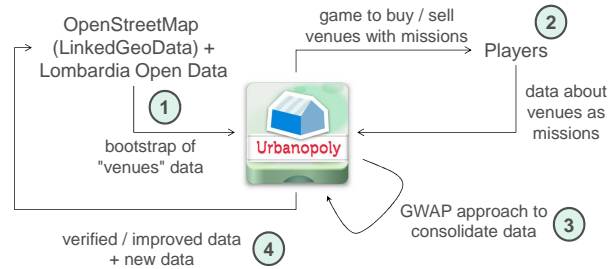 OpenStreetMap
(LinkedGeoData) +
Lombardia Open Data
1
bootstrap of
"venues" data
game to buy / sell
venues with missions
2
Players
data about
venues as
missions
Urbanopoly
GWAP approach to
consolidate data
3
verified / improved data
+ new data
4